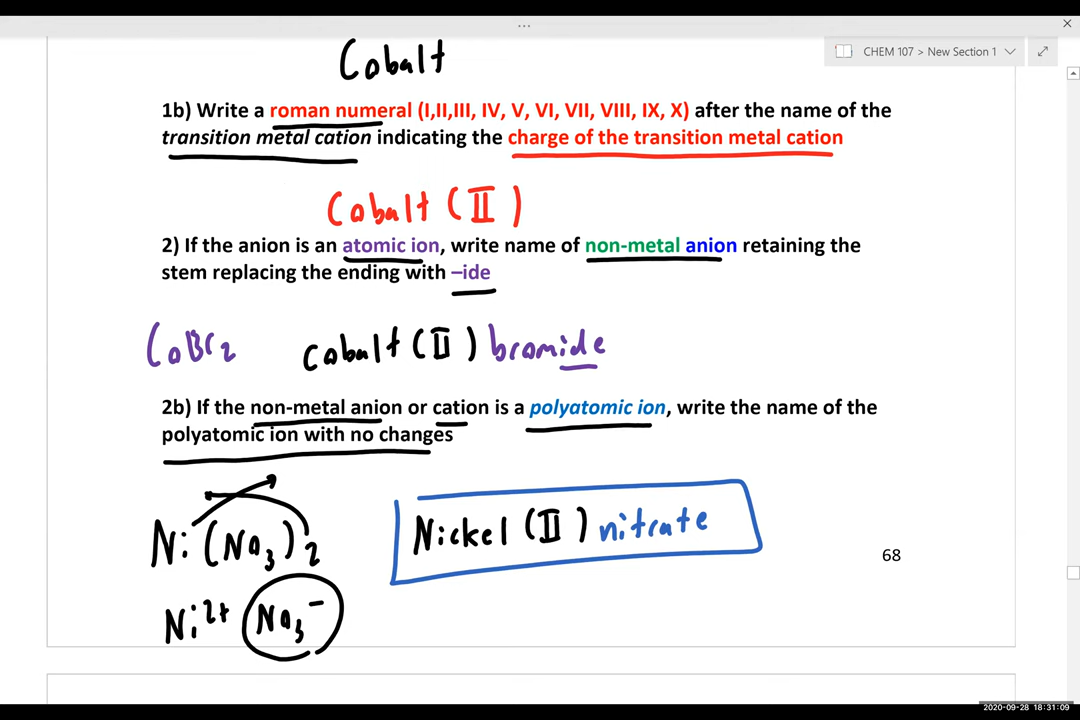 CHEM 107 > New Section 1
Cobalt
1b) Write a roman numeral (I,II,III, IV, V, VI, VII, VIII, IX, X) after the name of the
transition metal cation indicating the charge of the transition metal cation
Cobalt (II)
2) If the anion is an atomic ion, write name of non-metal anion retaining the
stem replacing the ending with –ide
CoBr2 cobalt (II) bromide
2b) If the non-metal anion or cation is a polyatomic ion, write the name of the
polyatomic ion with no changes
Ni(NO3)2 Nickel (II) nitrate
68
Ni2+ NO3–
2020-09-28 18:31:09